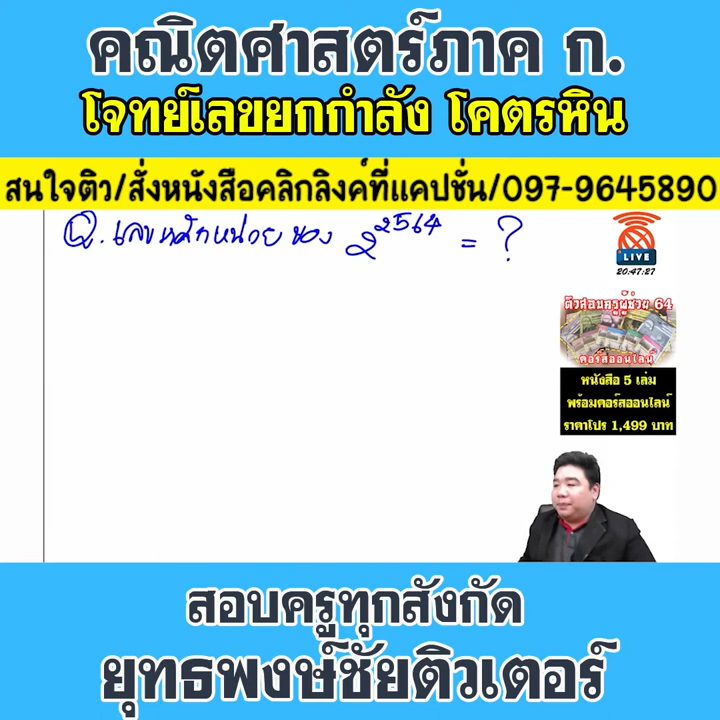 คณิตศาสตร์ภาค ก.
โจทย์เลขยกกำลัง โคตรหิน
สนใจติว/สั่งหนังสือคลิกลิงค์ที่แคปชั่น/097-9645890
Q. เลขหลักหน่วยของ 2^2564 = ?
LIVE
20:47:27
ติวสอบครูผู้ช่วย 64
คอร์สออนไลน์
หนังสือ 5 เล่ม
พร้อมคอร์สออนไลน์
ราคาโปร 1,499 บาท
สอบครูทุกสังกัด
ยุทธพงษ์ชัยติวเตอร์